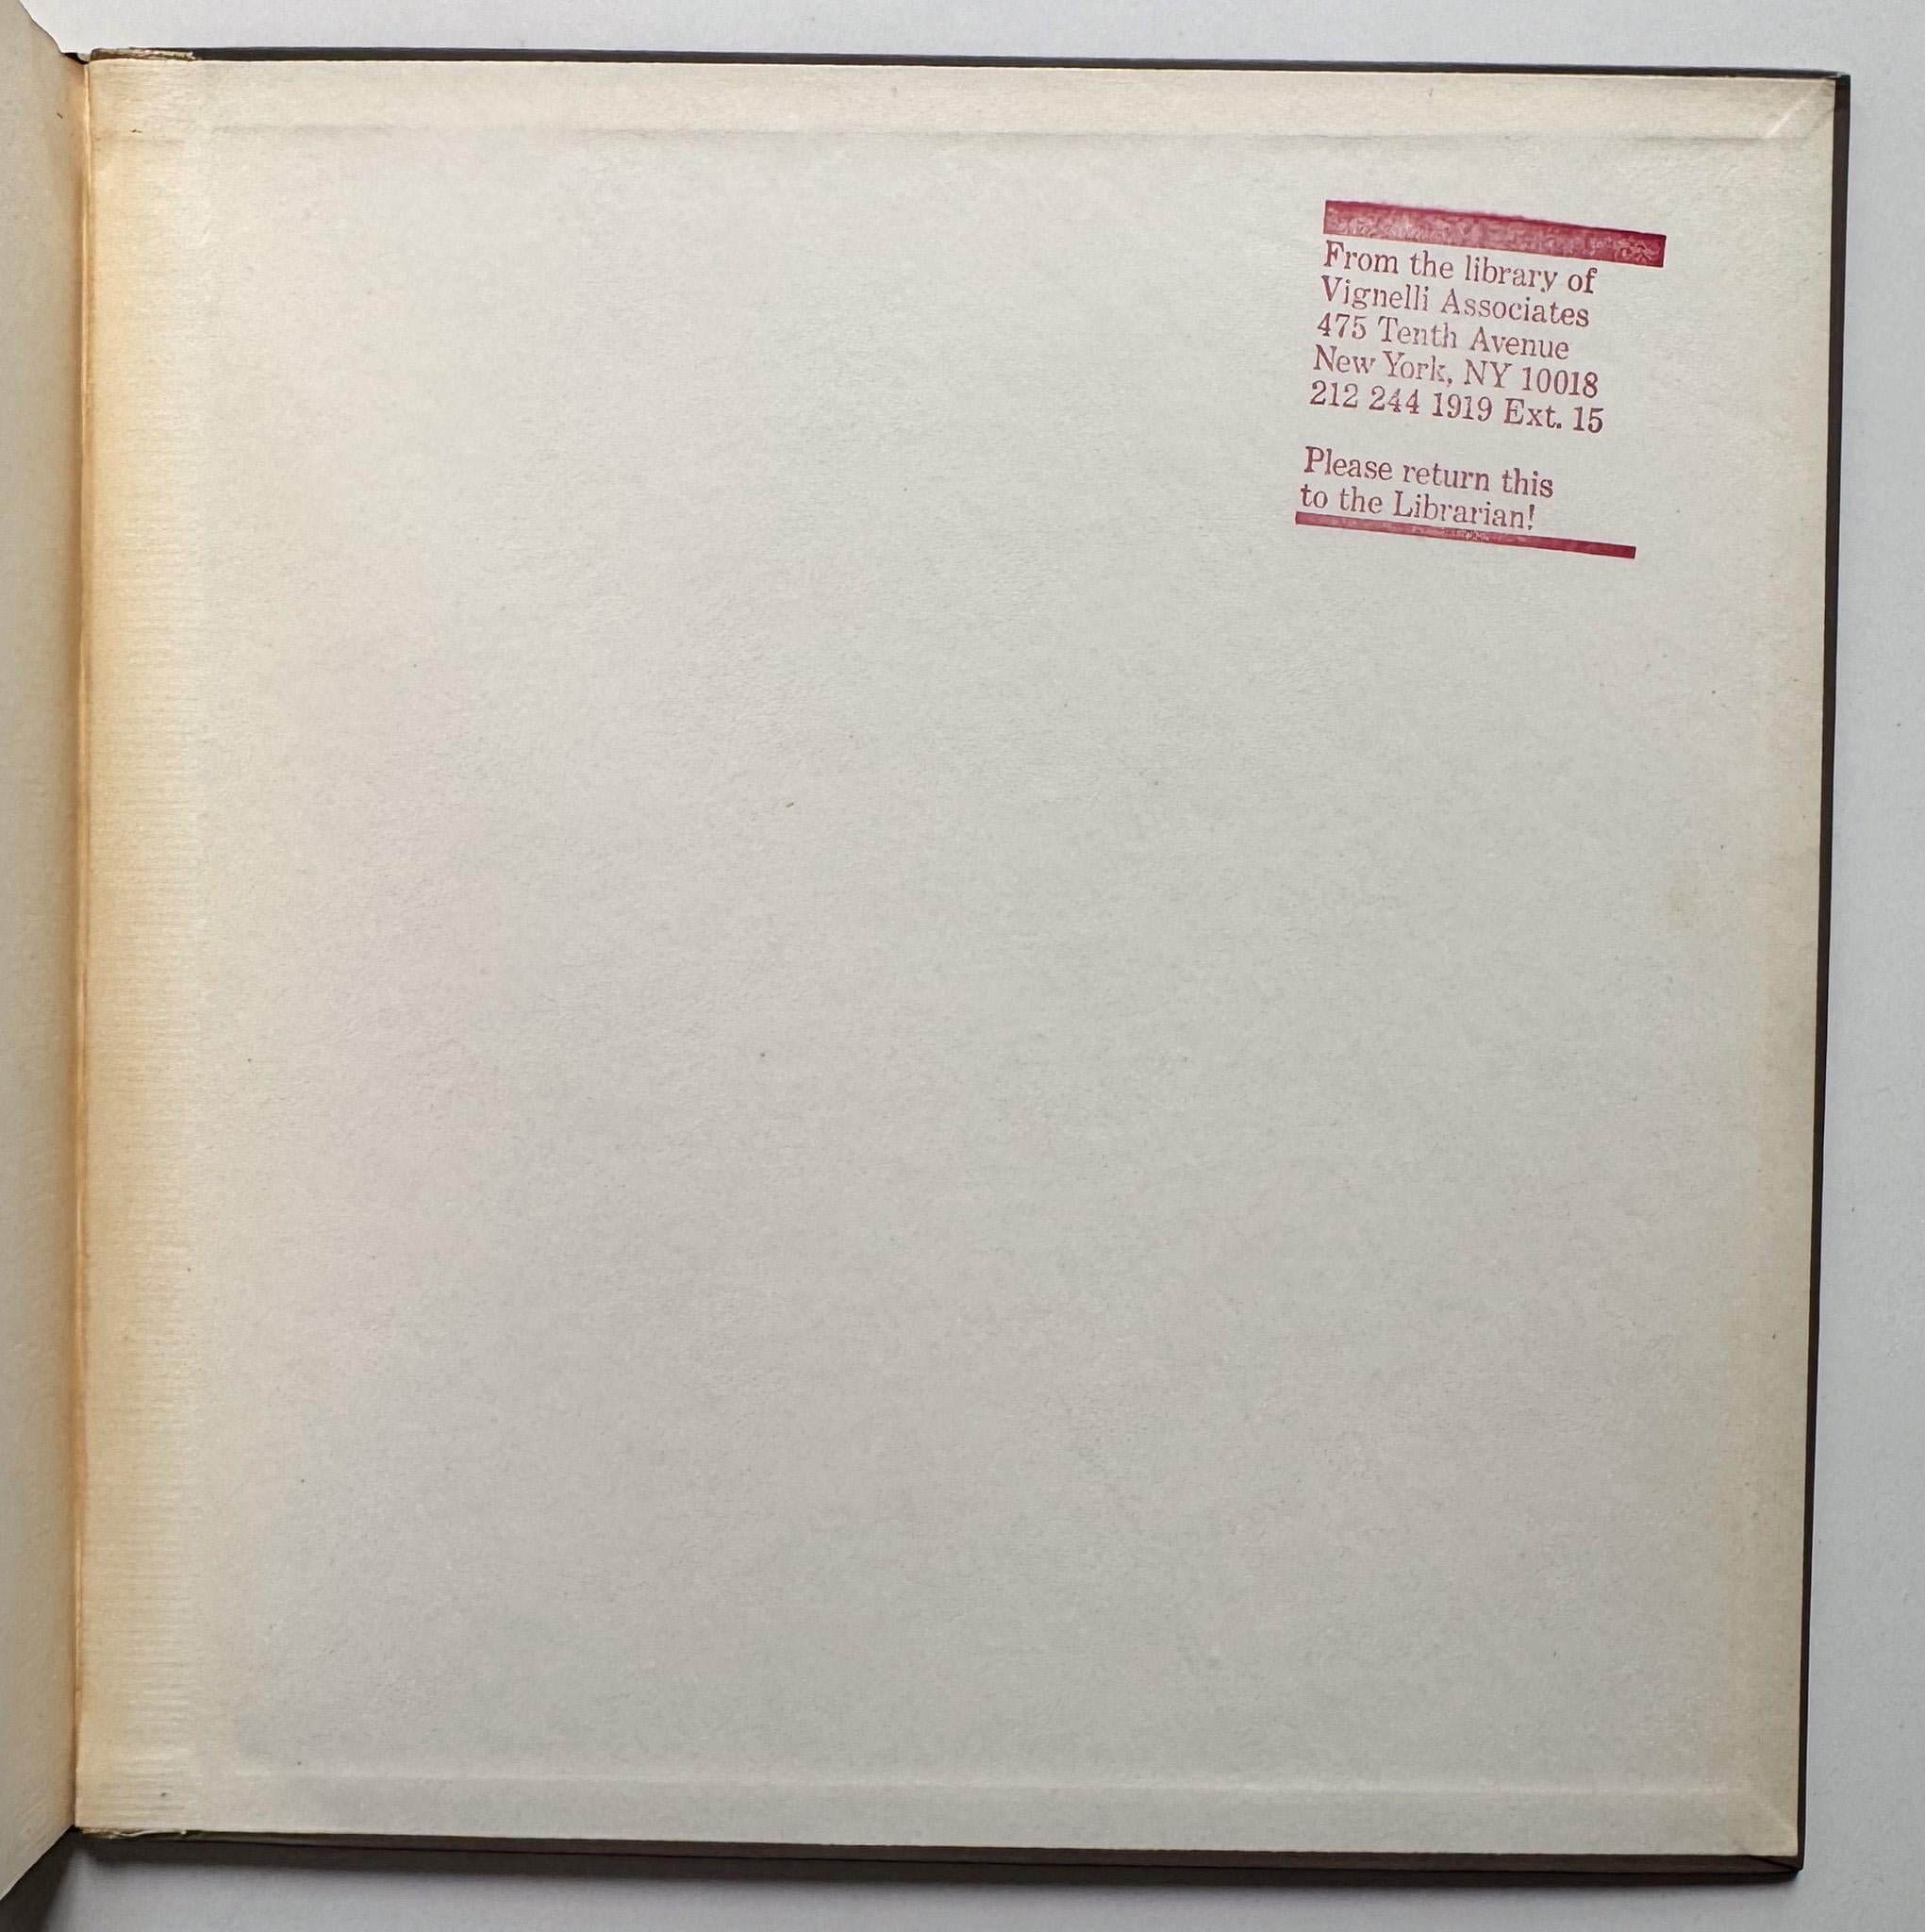 From the library of
Vignelli Associates
475 Tenth Avenue
New York, NY 10018
212 244 1919 Ext. 15
Please return this
to the Librarian!